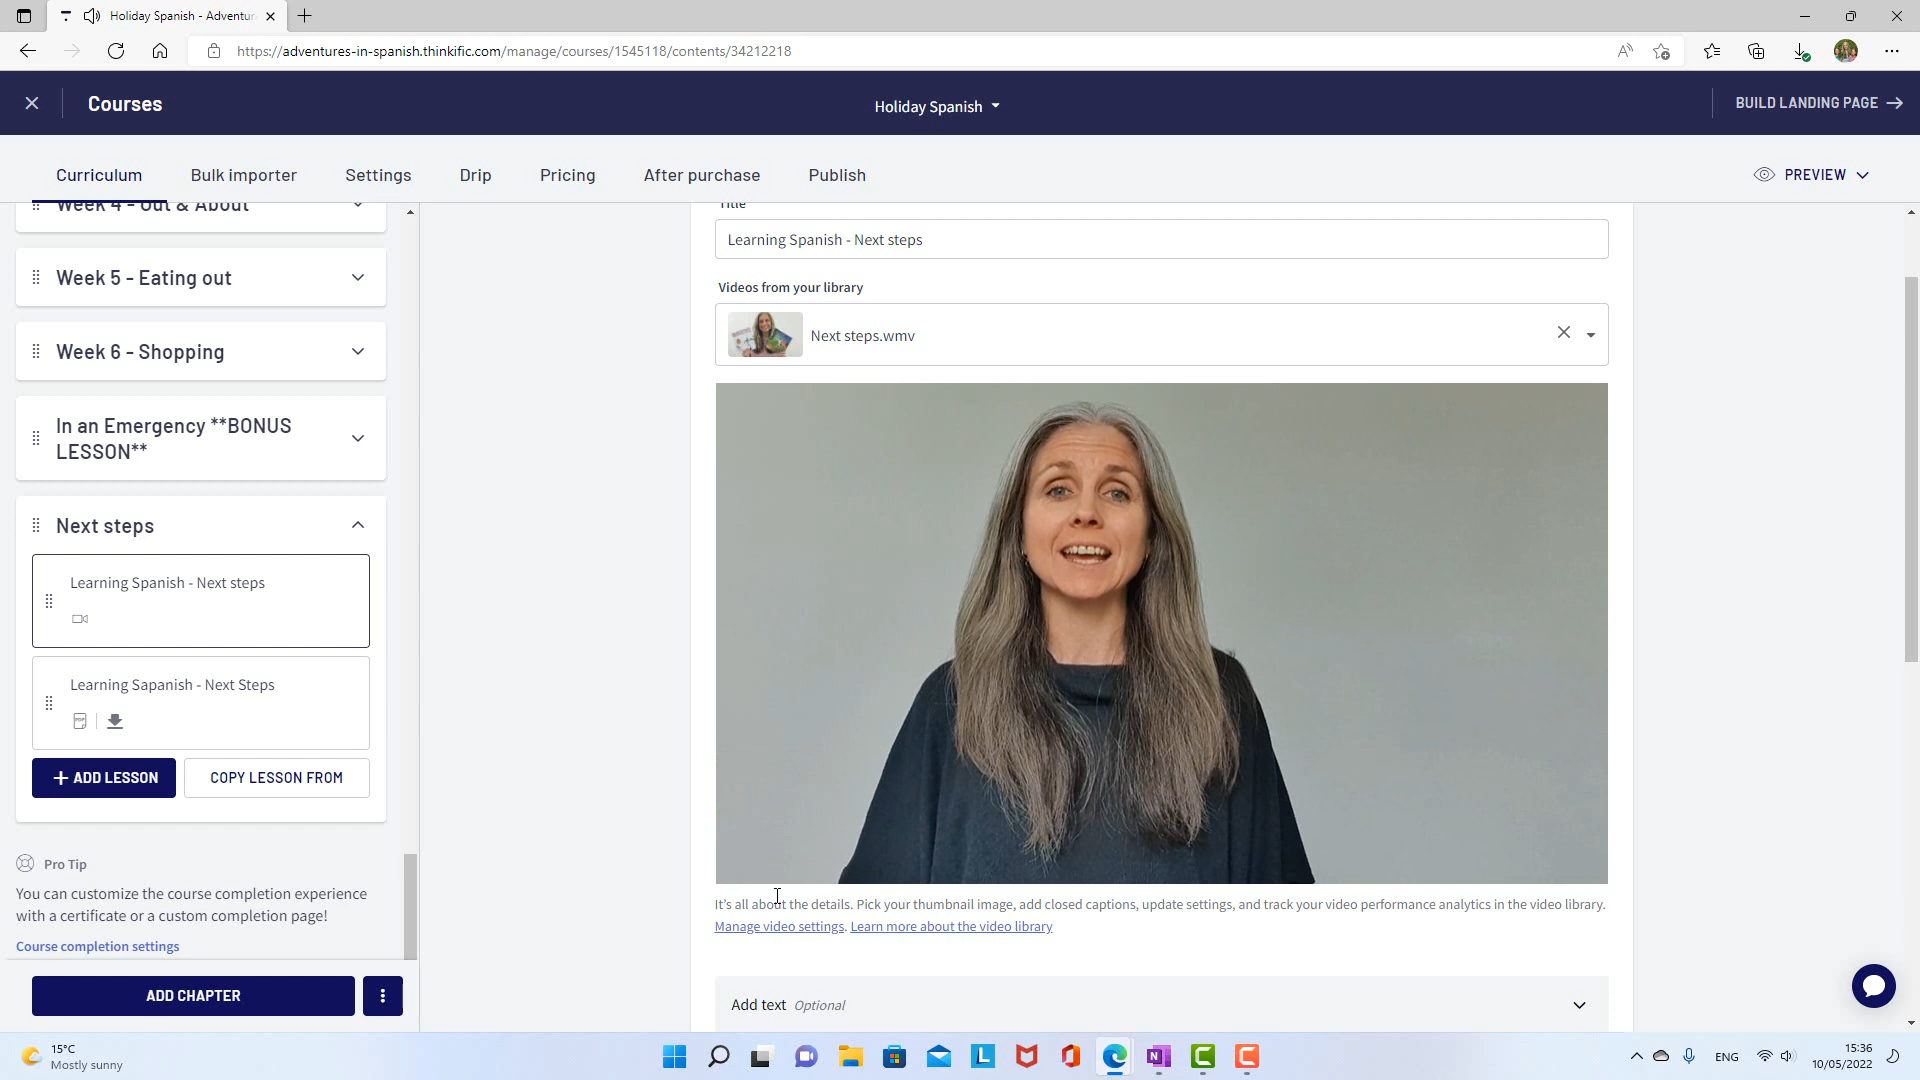 Holiday Spanish - Adventur
https://adventures-in-spanish.thinkific.com/manage/courses/1545118/contents/34212218
Courses
Holiday Spanish
BUILD LANDING PAGE
Curriculum
Bulk importer
Settings
Drip
Pricing
After purchase
Publish
PREVIEW
Week 4 - Out & About
Week 5 - Eating out
Week 6 - Shopping
In an Emergency **BONUS
LESSON**
Next steps
Learning Spanish - Next steps
Learning Sapanish - Next Steps
PDF
+ ADD LESSON
COPY LESSON FROM
Pro Tip
You can customize the course completion experience
with a certificate or a custom completion page!
Course completion settings
ADD CHAPTER
Title
Learning Spanish - Next steps
Videos from your library
Next steps.wmv
It's all about the details. Pick your thumbnail image, add closed captions, update settings, and track your video performance analytics in the video library.
Manage video settings. Learn more about the video library
Add text Optional
15°C
Mostly sunny
ENG
15:36
10/05/2022